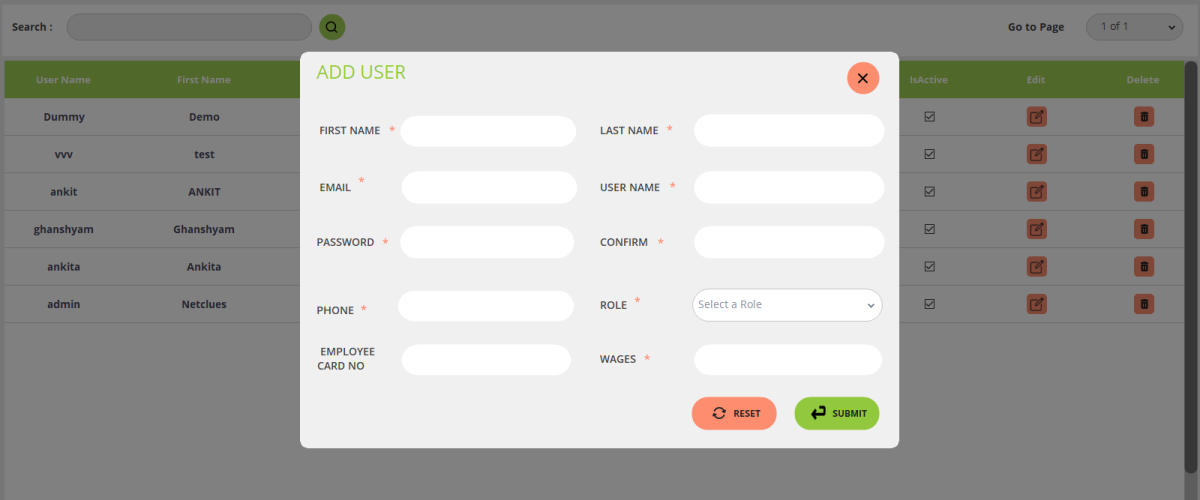 Search :
Go to Page
1 of 1
User Name First Name IsActive Edit Delete
Dummy Demo
vvv test
ankit ANKIT
ghanshyam Ghanshyam
ankita Ankita
admin Netclues
ADD USER
FIRST NAME *
LAST NAME *
EMAIL *
USER NAME *
PASSWORD *
CONFIRM *
PHONE *
ROLE *
Select a Role
EMPLOYEE
CARD NO
WAGES *
RESET
SUBMIT